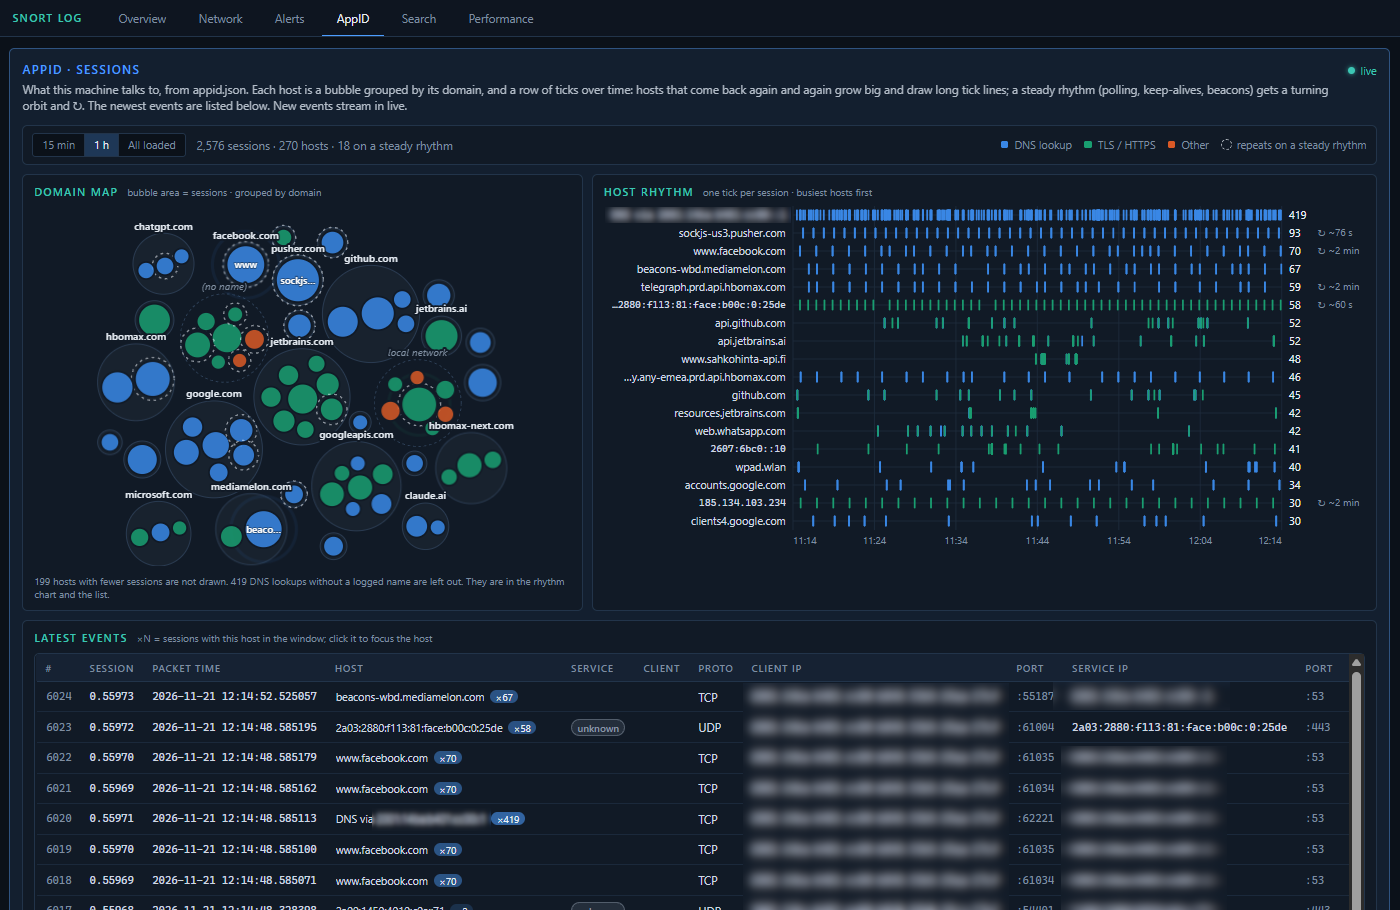 SNORT LOG Overview Network Alerts AppID Search Performance
APPID · SESSIONS
live
What this machine talks to, from appid.json. Each host is a bubble grouped by its domain, and a row of ticks over time: hosts that come back again and again grow big and draw long tick lines; a steady rhythm (polling, keep-alives, beacons) gets a turning
orbit and ↻. The newest events are listed below. New events stream in live.
15 min 1 h All loaded 2,576 sessions · 270 hosts · 18 on a steady rhythm
DNS lookup TLS / HTTPS Other repeats on a steady rhythm
DOMAIN MAP bubble area = sessions · grouped by domain
chatgpt.com
facebook.com
pusher.com
github.com
www
sockjs...
(no name)
jetbrains.ai
hbomax.com
jetbrains.com
local network
google.com
hbomax-next.com
googleapis.com
mediamelon.com
microsoft.com
claude.ai
beaco...
199 hosts with fewer sessions are not drawn. 419 DNS lookups without a logged name are left out. They are in the rhythm
chart and the list.
HOST RHYTHM one tick per session · busiest hosts first
419
sockjs-us3.pusher.com 93 ↻ ~76 s
www.facebook.com 70 ↻ ~2 min
beacons-wbd.mediamelon.com 67
telegraph.prd.api.hbomax.com 59 ↻ ~2 min
…2880:f113:81:face:b00c:0:25de 58 ↻ ~60 s
api.github.com 52
api.jetbrains.ai 52
www.sahkohinta-api.fi 48
…y.any-emea.prd.api.hbomax.com 46
github.com 45
resources.jetbrains.com 42
web.whatsapp.com 42
2607:6bc0::10 41
wpad.wlan 40
accounts.google.com 34
185.134.103.234 30 ↻ ~2 min
clients4.google.com 30
11:14 11:24 11:34 11:44 11:54 12:04 12:14
LATEST EVENTS ×N = sessions with this host in the window; click it to focus the host
# SESSION PACKET TIME HOST SERVICE CLIENT PROTO CLIENT IP PORT SERVICE IP PORT
6024 0.55973 2026-11-21 12:14:52.525057 beacons-wbd.mediamelon.com ×67 TCP :55187 :53
6023 0.55972 2026-11-21 12:14:48.585195 2a03:2880:f113:81:face:b00c:0:25de ×58 unknown UDP :61004 2a03:2880:f113:81:face:b00c:0:25de :443
6022 0.55970 2026-11-21 12:14:48.585179 www.facebook.com ×70 TCP :61035 :53
6021 0.55969 2026-11-21 12:14:48.585162 www.facebook.com ×70 TCP :61034 :53
6020 0.55971 2026-11-21 12:14:48.585113 DNS via ×419 TCP :62221 :53
6019 0.55970 2026-11-21 12:14:48.585100 www.facebook.com ×70 TCP :61035 :53
6018 0.55969 2026-11-21 12:14:48.585071 www.facebook.com ×70 TCP :61034 :53